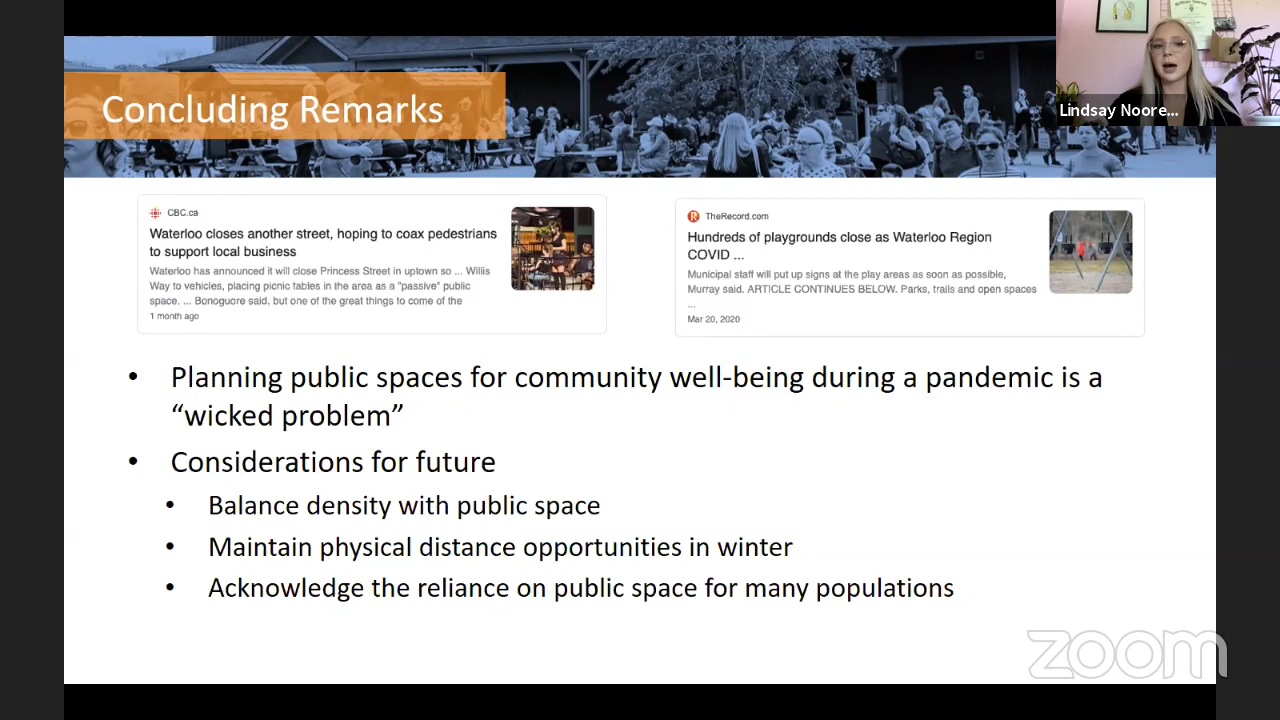 Concluding Remarks
Lindsay Noore...
CBC.ca
Waterloo closes another street, hoping to coax pedestrians
to support local business
Waterloo has announced it will close Princess Street in uptown so ... Willis
Way to vehicles, placing picnic tables in the area as a "passive" public
space. ... Bonoguore said, but one of the great things to come of the
1 month ago
TheRecord.com
Hundreds of playgrounds close as Waterloo Region
COVID ...
Municipal staff will put up signs at the play areas as soon as possible,
Murray said. ARTICLE CONTINUES BELOW. Parks, trails and open spaces
...
Mar 20, 2020
• Planning public spaces for community well-being during a pandemic is a
“wicked problem”
• Considerations for future
• Balance density with public space
• Maintain physical distance opportunities in winter
• Acknowledge the reliance on public space for many populations
zoom